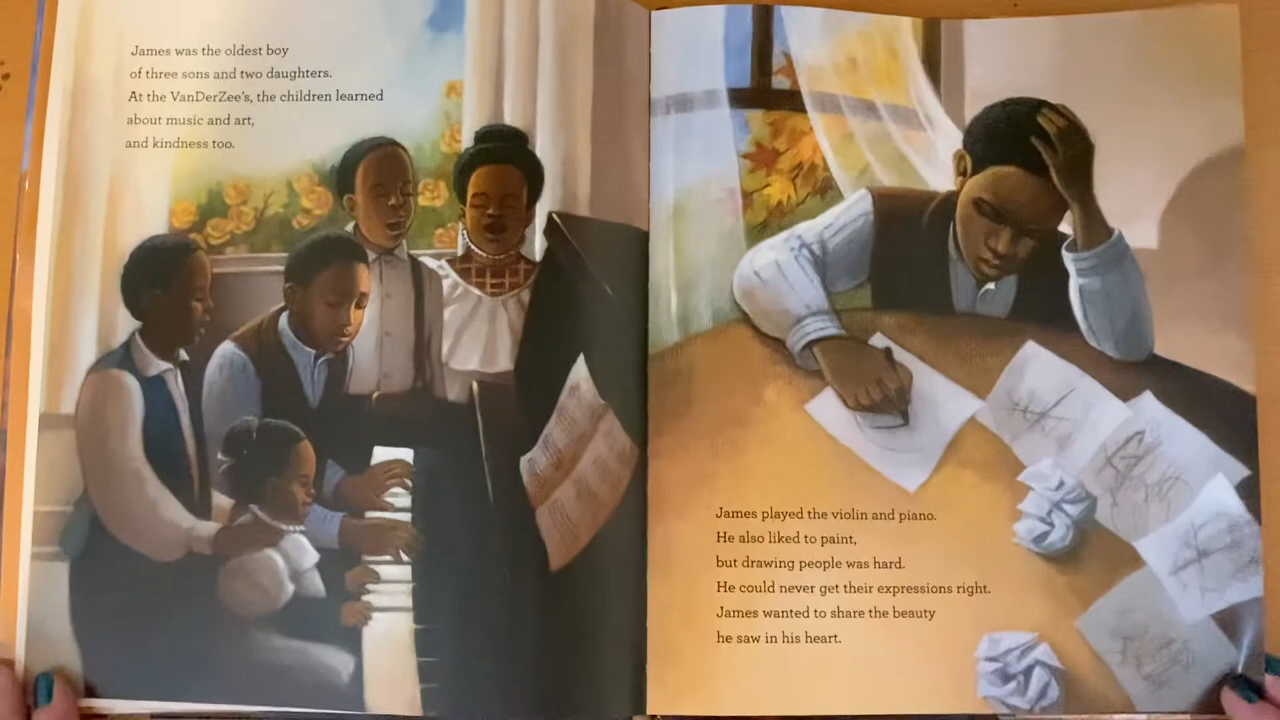 James was the oldest boy
of three sons and two daughters.
At the VanDerZee's, the children learned
about music and art,
and kindness too.
James played the violin and piano.
He also liked to paint,
but drawing people was hard.
He could never get their expressions right.
James wanted to share the beauty
he saw in his heart.